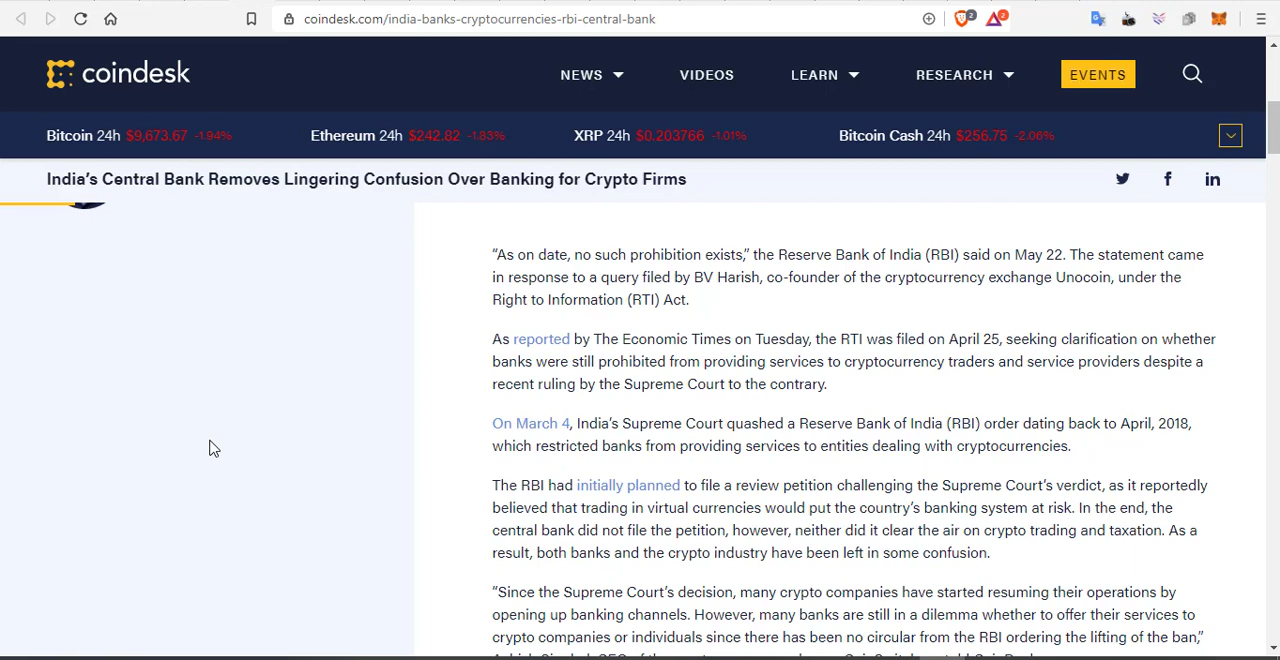 coindesk.com/india-banks-cryptocurrencies-rbi-central-bank
2
2
coindesk
NEWS
VIDEOS
LEARN
RESEARCH
EVENTS
Bitcoin 24h $9,673.67 -1.94%
Ethereum 24h $242.82 -1.83%
XRP 24h $0.203766 -1.01%
Bitcoin Cash 24h $256.75 -2.06%
India’s Central Bank Removes Lingering Confusion Over Banking for Crypto Firms
“As on date, no such prohibition exists,” the Reserve Bank of India (RBI) said on May 22. The statement came
in response to a query filed by BV Harish, co-founder of the cryptocurrency exchange Unocoin, under the
Right to Information (RTI) Act.
As reported by The Economic Times on Tuesday, the RTI was filed on April 25, seeking clarification on whether
banks were still prohibited from providing services to cryptocurrency traders and service providers despite a
recent ruling by the Supreme Court to the contrary.
On March 4, India’s Supreme Court quashed a Reserve Bank of India (RBI) order dating back to April, 2018,
which restricted banks from providing services to entities dealing with cryptocurrencies.
The RBI had initially planned to file a review petition challenging the Supreme Court’s verdict, as it reportedly
believed that trading in virtual currencies would put the country’s banking system at risk. In the end, the
central bank did not file the petition, however, neither did it clear the air on crypto trading and taxation. As a
result, both banks and the crypto industry have been left in some confusion.
“Since the Supreme Court’s decision, many crypto companies have started resuming their operations by
opening up banking channels. However, many banks are still in a dilemma whether to offer their services to
crypto companies or individuals since there has been no circular from the RBI ordering the lifting of the ban,”